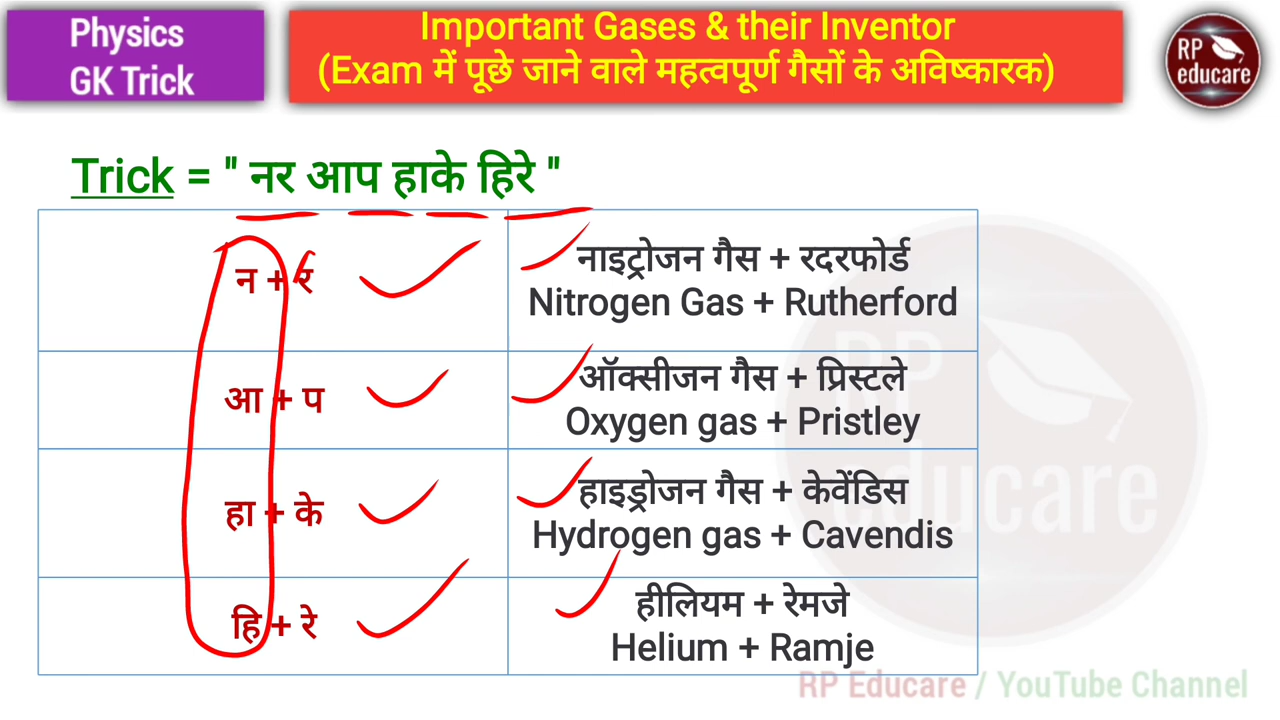 Physics
GK Trick
Important Gases & their Inventor
(Exam में पूछे जाने वाले महत्वपूर्ण गैसों के अविष्कारक)
RP
educare
Trick = " नर आप हाके हिरे "
न + र
नाइट्रोजन गैस + रदरफोर्ड
Nitrogen Gas + Rutherford
आ + प
ऑक्सीजन गैस + प्रिस्टले
Oxygen gas + Pristley
हा + के
हाइड्रोजन गैस + केवेंडिस
Hydrogen gas + Cavendis
हि + रे
हीलियम + रेमजे
Helium + Ramje
RP
educare
RP Educare / YouTube Channel